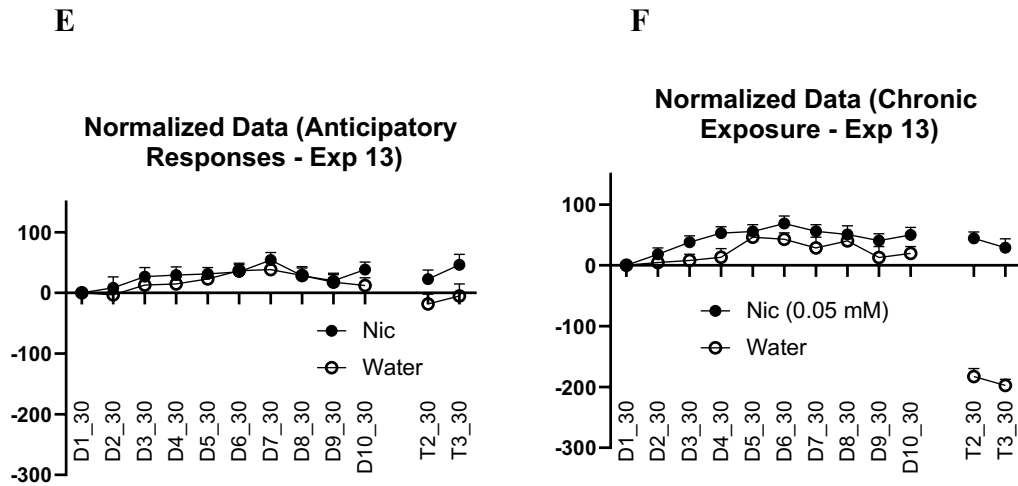 E
Normalized Data (Anticipatory
Responses - Exp 13)
100
0
-100
-200
-300
Nic
Water
D1_30
D2_30
D3_30
D4_30
D5_30
D6_30
D7_30
D8_30
D9_30
D10_30
T2_30
T3_30
F
Normalized Data (Chronic
Exposure - Exp 13)
100
0
-100
-200
-300
Nic (0.05 mM)
Water
D1_30
D2_30
D3_30
D4_30
D5_30
D6_30
D7_30
D8_30
D9_30
D10_30
T2_30
T3_30